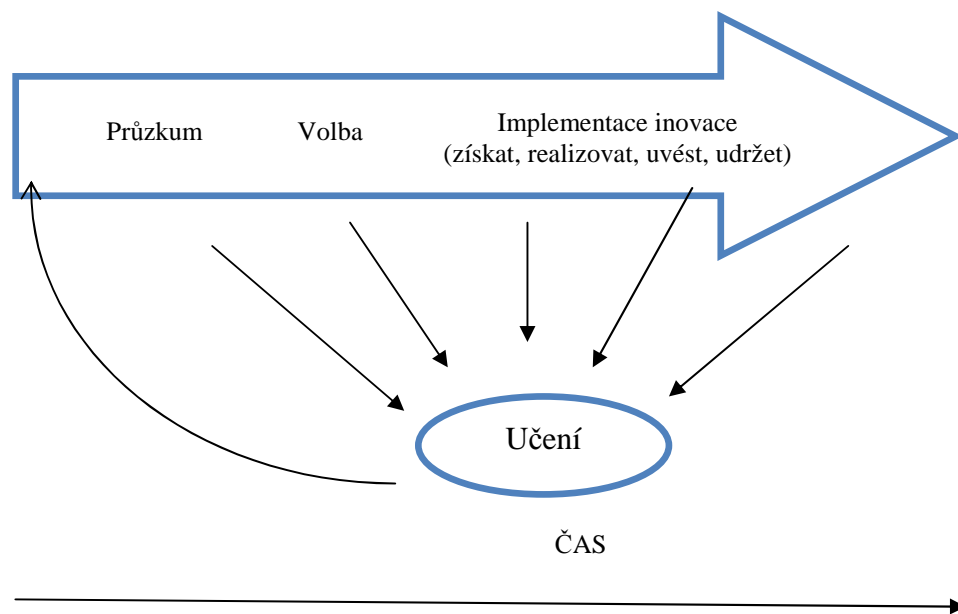 Průzkum
Volba
Implementace inovace
(získat, realizovat, uvést, udržet)
Učení
ČAS